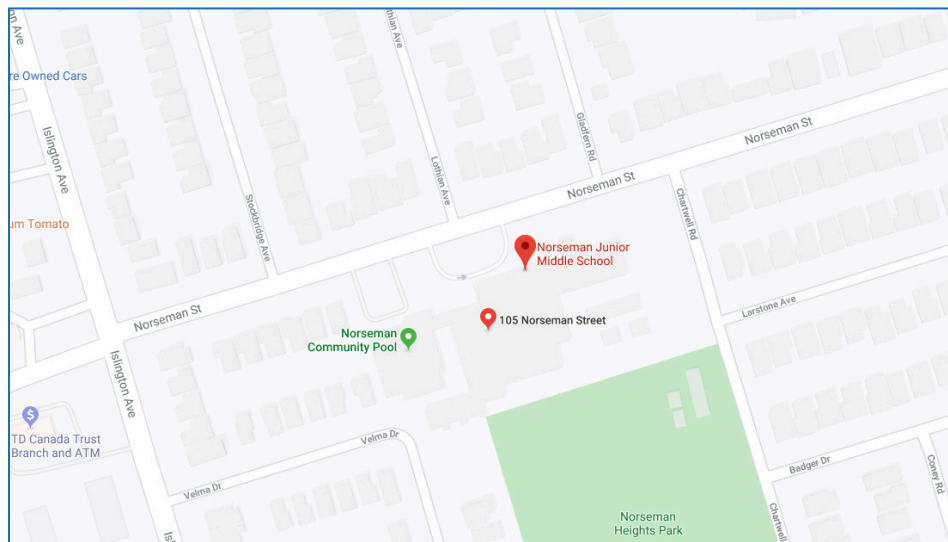 Islington Ave
re Owned Cars
Islington Ave
um Tomato
Stockbridge Ave
Lothian Ave
Lothian Ave
Gladfern Rd
Norseman St
Norseman St
Chartwell Rd
Norseman Junior
Middle School
Larstone Ave
105 Norseman Street
Norseman St
Norseman
Community Pool
Islington Ave
$
TD Canada Trust
Branch and ATM
Velma Dr
Velma Dr
Badger Dr
Coney Rd
Norseman
Heights Park
Chartwell
Isl